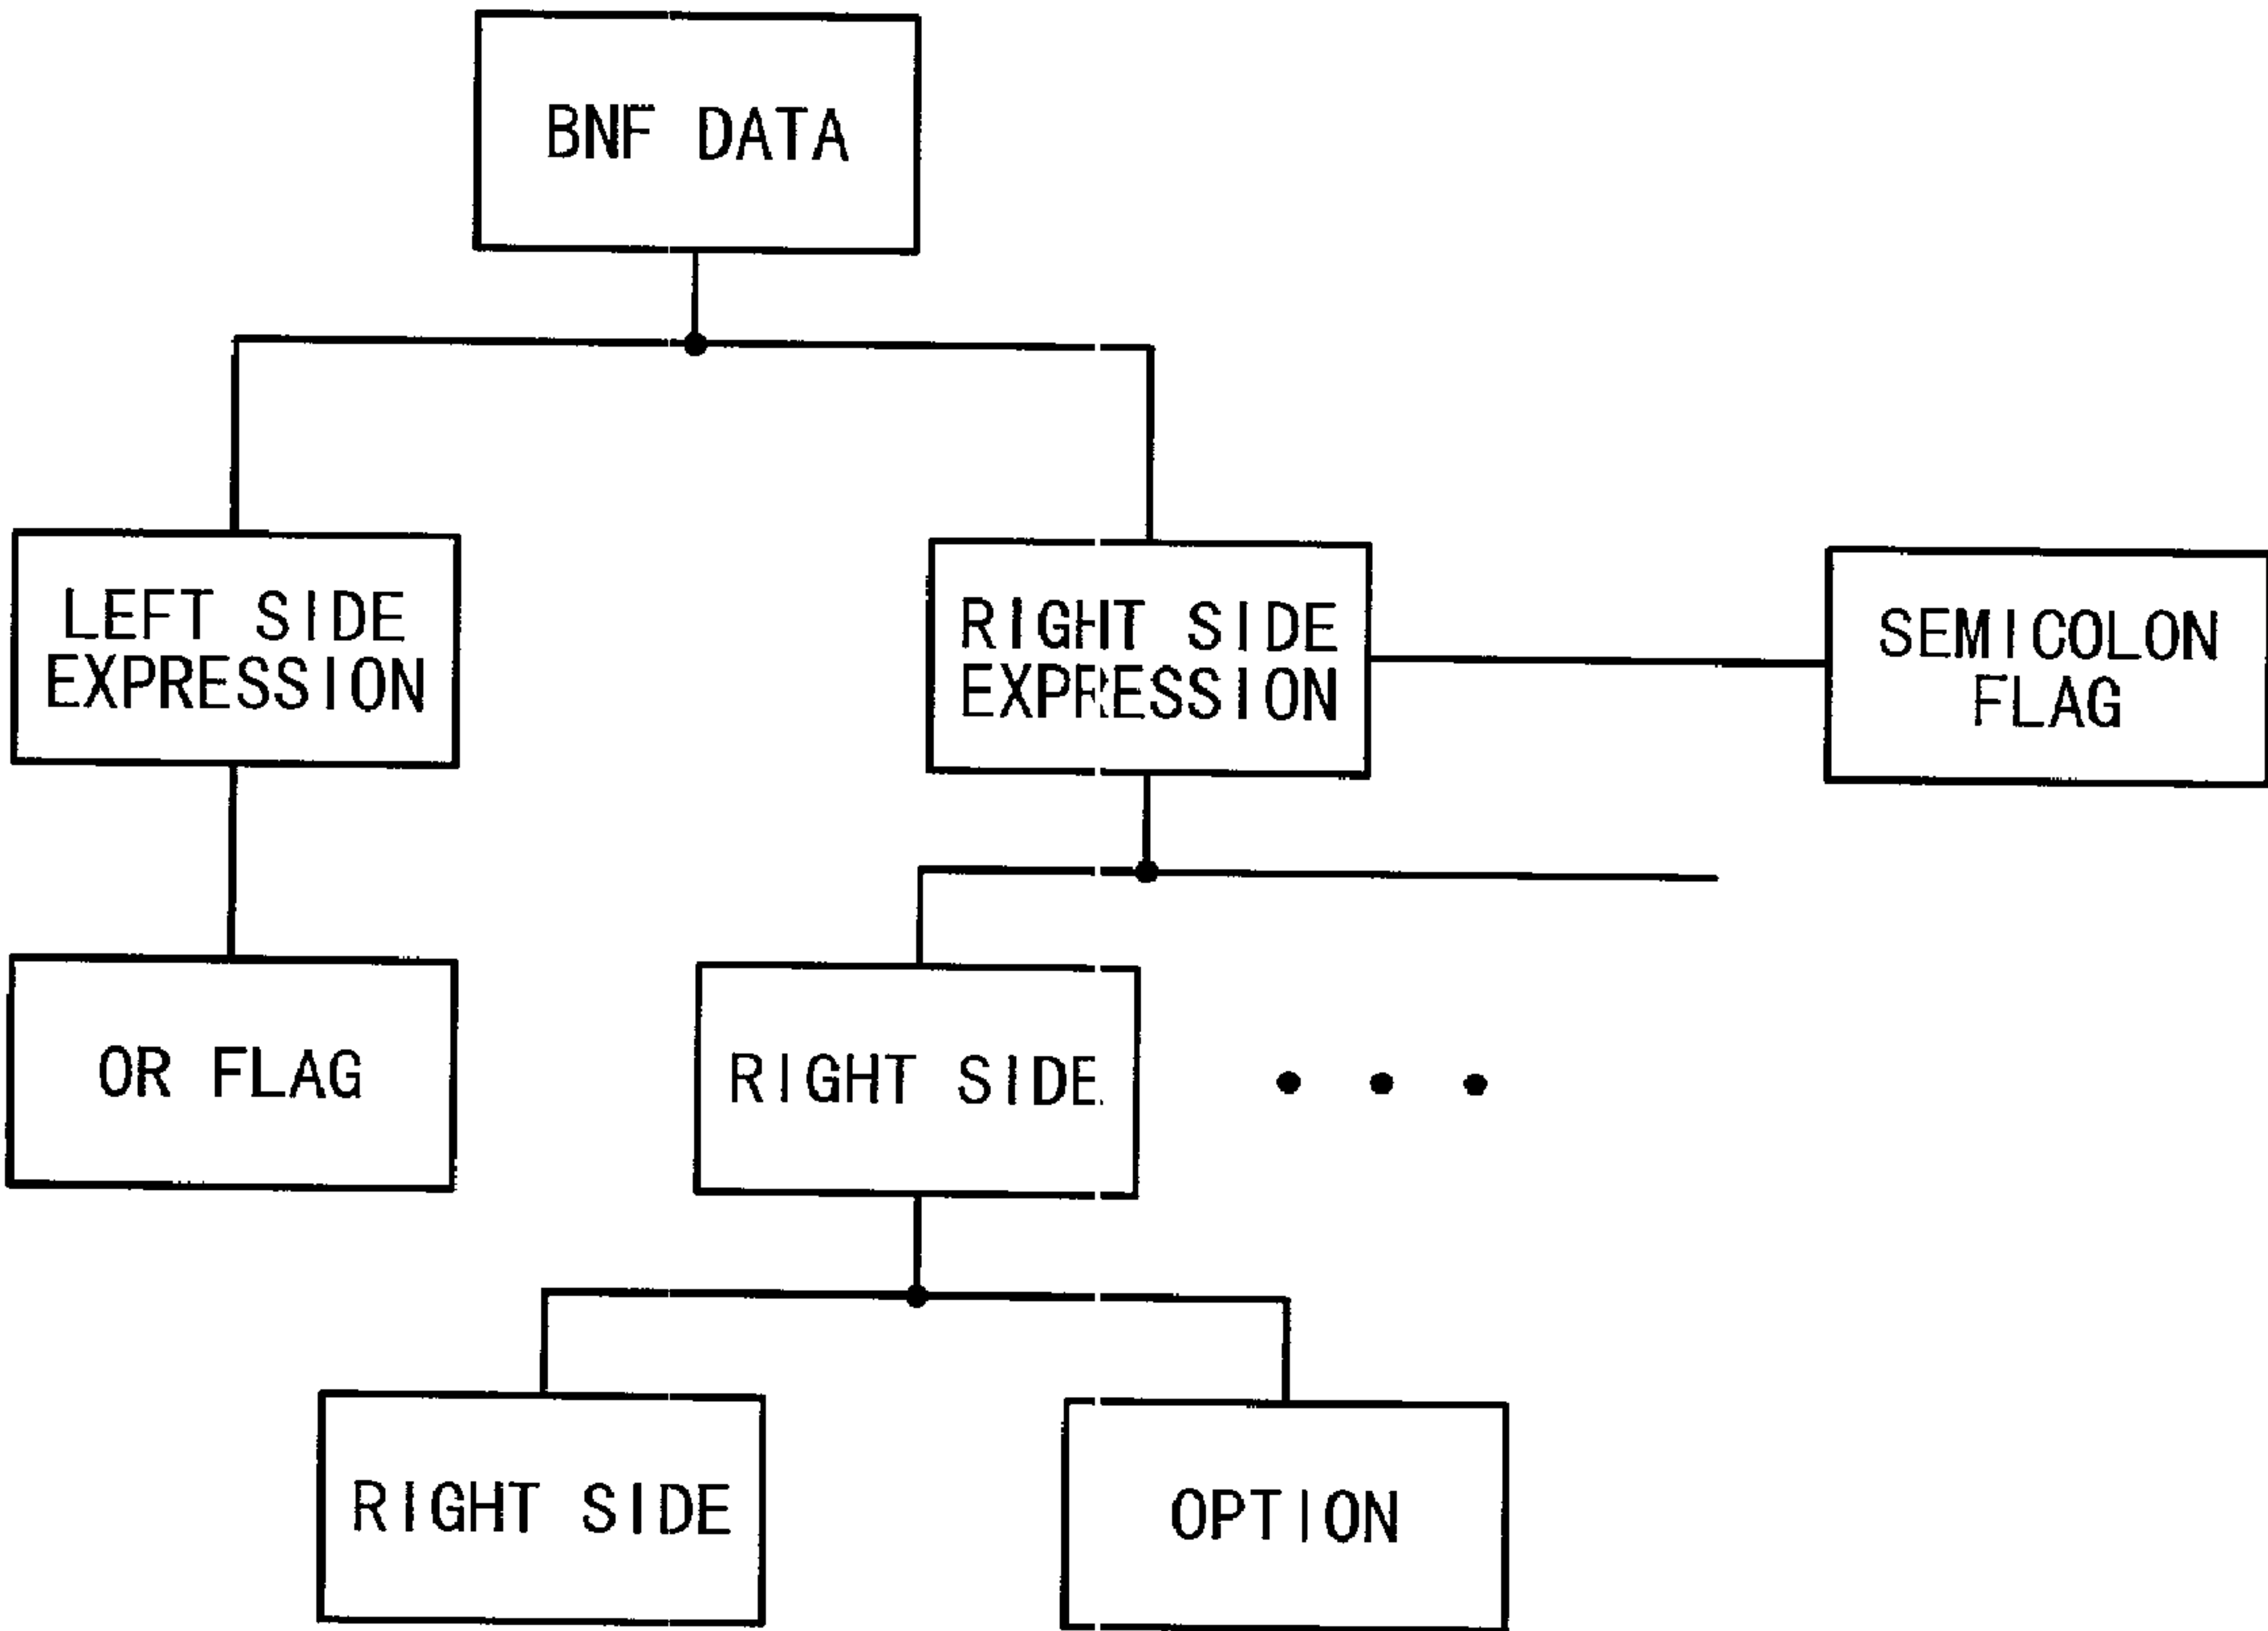 BNF DATA
LEFT SIDE
EXPRESSION
RIGHT SIDE
EXPRESSION
SEMICOLON
FLAG
OR FLAG
RIGHT SIDE
RIGHT SIDE
OPTION